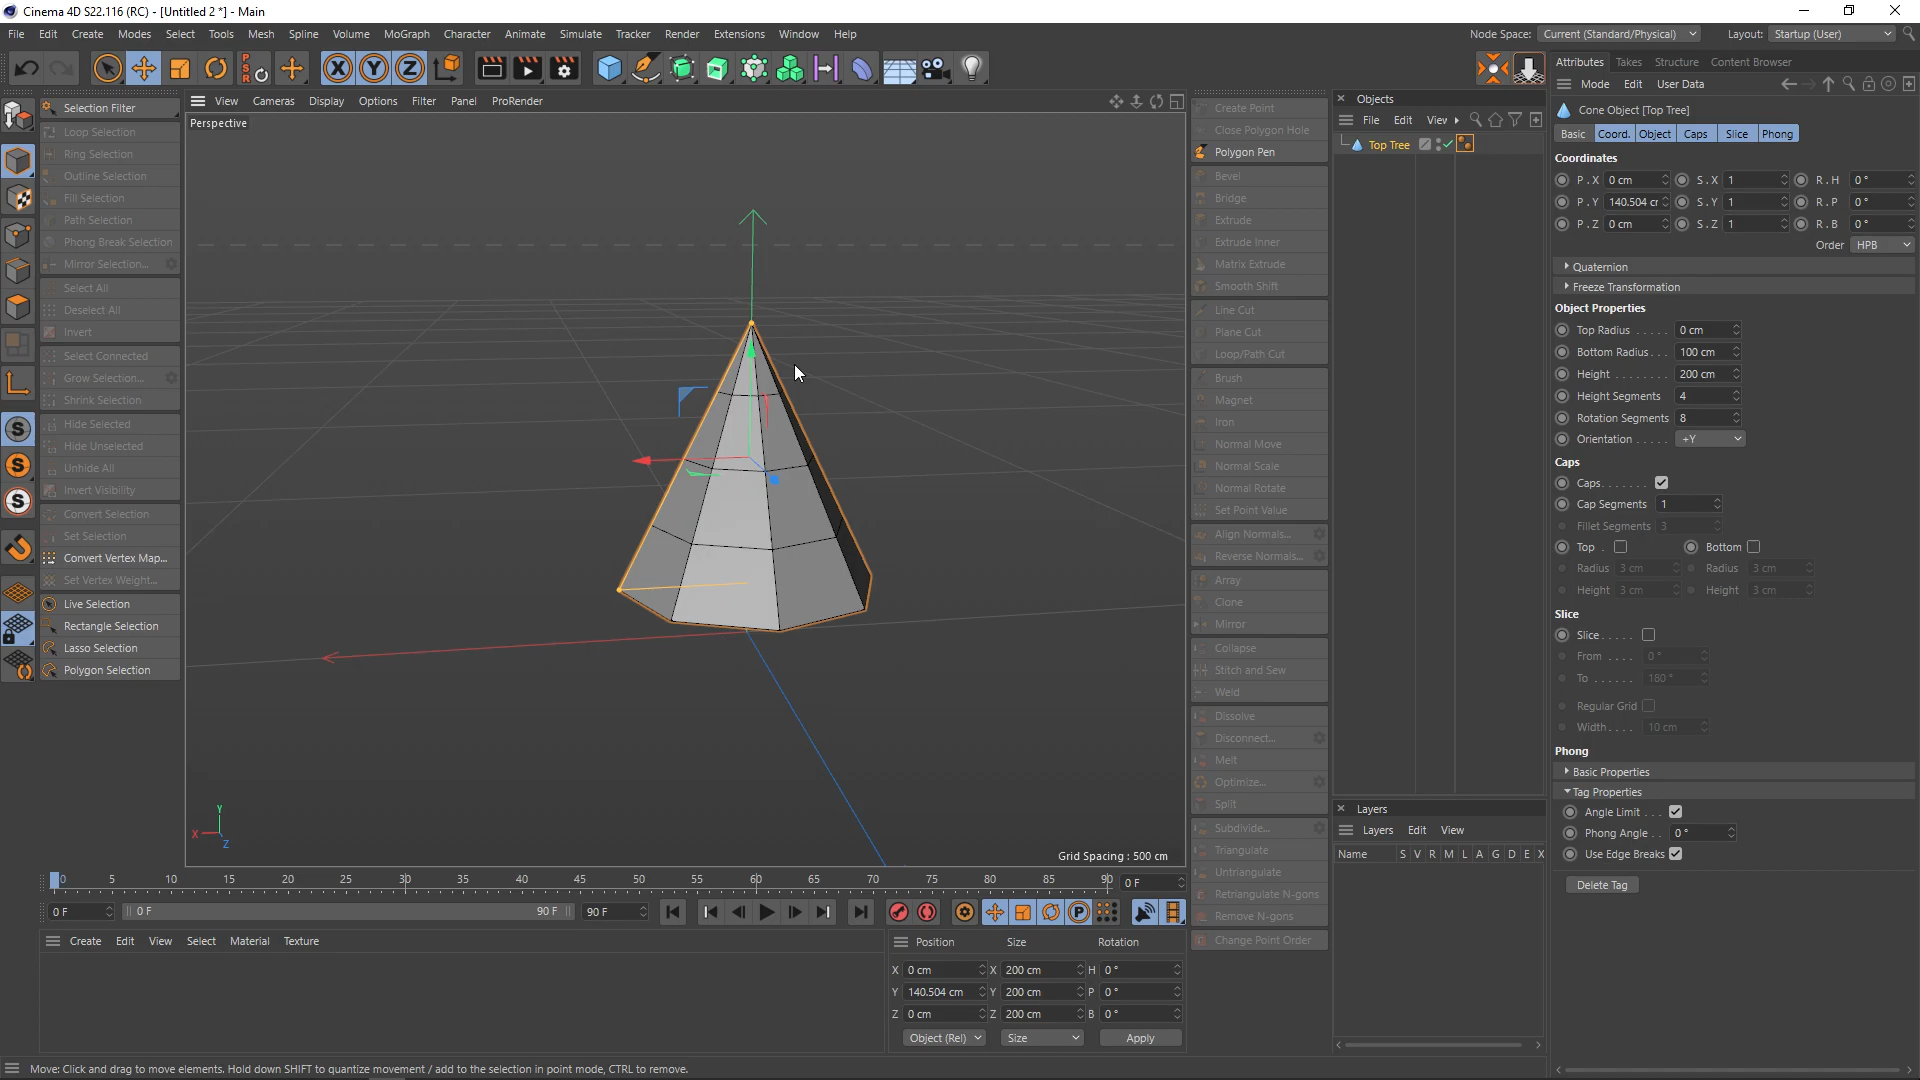 Cinema 4D S22.116 (RC) - [Untitled 2 *] - Main
File Edit Create Modes Select Tools Mesh Spline Volume MoGraph Character Animate Simulate Tracker Render Extensions Window Help
Node Space: Current (Standard/Physical) Layout: Startup (User)
PSR X Y Z
Attributes Takes Structure Content Browser
Mode Edit User Data
Cone Object [Top Tree]
Basic Coord. Object Caps Slice Phong
Coordinates
P . X 0 cm S . X 1 R . H 0 °
P . Y 140.504 cr S . Y 1 R . P 0 °
P . Z 0 cm S . Z 1 R . B 0 °
Order HPB
Quaternion
Freeze Transformation
Object Properties
Top Radius . . . . . 0 cm
Bottom Radius . . . 100 cm
Height . . . . . . . . 200 cm
Height Segments 4
Rotation Segments 8
Orientation . . . . . +Y
Caps
Caps. . . . . . .
Cap Segments 1
Fillet Segments 3
Top . Bottom
Radius 3 cm Radius 3 cm
Height 3 cm Height 3 cm
Slice
Slice. . . . .
From . . . . 0 °
To . . . . . . 180 °
Regular Grid
Width. . . . 10 cm
Phong
Basic Properties
Tag Properties
Angle Limit . . .
Phong Angle . . 0 °
Use Edge Breaks
Delete Tag
Selection Filter
Loop Selection
Ring Selection
Outline Selection
Fill Selection
Path Selection
Phong Break Selection
Mirror Selection...
Select All
Deselect All
Invert
Select Connected
Grow Selection...
Shrink Selection
Hide Selected
Hide Unselected
Unhide All
Invert Visibility
Convert Selection
Set Selection
Convert Vertex Map...
Set Vertex Weight...
Live Selection
Rectangle Selection
Lasso Selection
Polygon Selection
S
S
S
View Cameras Display Options Filter Panel ProRender
Perspective
Y
X
Z
Grid Spacing : 500 cm
Create Point
Close Polygon Hole
Polygon Pen
Bevel
Bridge
Extrude
Extrude Inner
Matrix Extrude
Smooth Shift
Line Cut
Plane Cut
Loop/Path Cut
Brush
Magnet
Iron
Normal Move
Normal Scale
Normal Rotate
Set Point Value
Align Normals...
Reverse Normals...
Array
Clone
Mirror
Collapse
Stitch and Sew
Weld
Dissolve
Disconnect...
Melt
Optimize...
Split
Subdivide...
Triangulate
Untriangulate
Retriangulate N-gons
Remove N-gons
Change Point Order
Objects
File Edit Viev
Top Tree
Layers
Layers Edit View
Name S V R M L A G D E X
0 5 10 15 20 25 30 35 40 45 50 55 60 65 70 75 80 85 90 0 F
0 F 0 F 90 F 90 F P
Create Edit View Select Material Texture
Position Size Rotation
X 0 cm X 200 cm H 0 °
Y 140.504 cm Y 200 cm P 0 °
Z 0 cm Z 200 cm B 0 °
Object (Rel) Size Apply
Move: Click and drag to move elements. Hold down SHIFT to quantize movement / add to the selection in point mode, CTRL to remove.